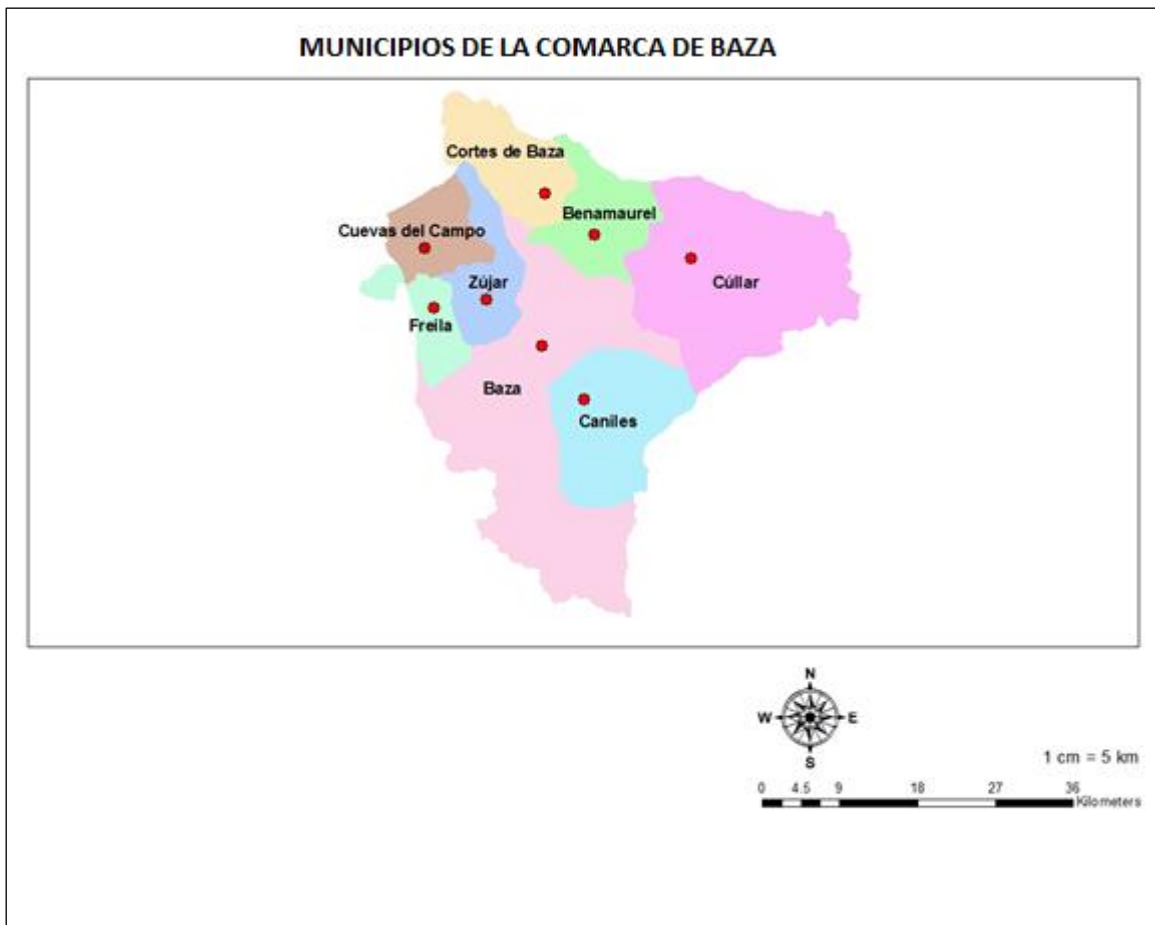 MUNICIPIOS DE LA COMARCA DE BAZA
Cortes de Baza
Benamaurel
Cuevas del Campo
Zújar
Cúllar
Freila
Baza
Caniles
N
W E
S
1 cm = 5 km
0 4.5 9 18 27 36
Kilometers